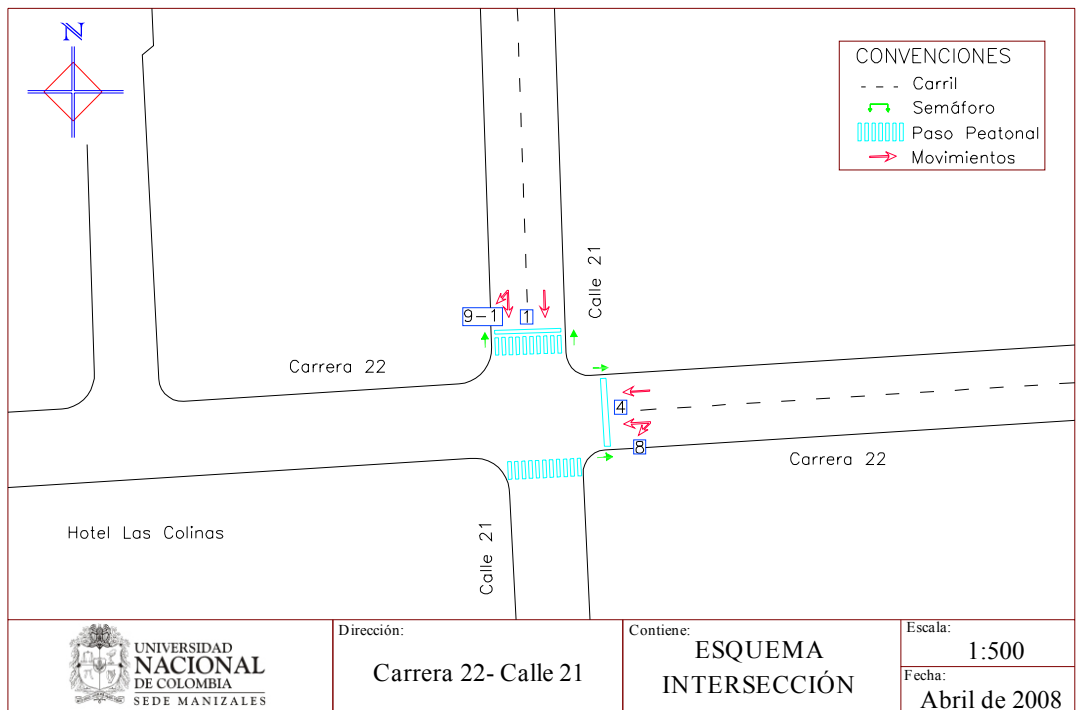 N
CONVENCIONES
Carril
Semáforo
Paso Peatonal
Movimientos
Calle 21
9-1
1
Carrera 22
4
8
Carrera 22
Hotel Las Colinas
Calle 21
UNIVERSIDAD
NACIONAL
DE COLOMBIA
SEDE MANIZALES
Dirección:
Carrera 22- Calle 21
Contiene:
ESQUEMA
INTERSECCIÓN
Escala:
1:500
Fecha:
Abril de 2008